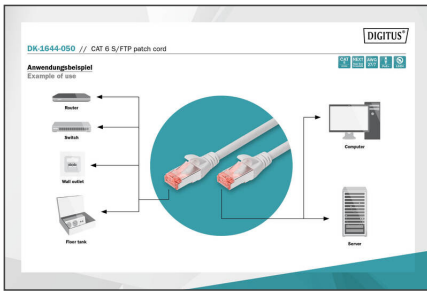 DIGITUS®
DK-1644-050 // CAT 6 S/FTP patch cord
Anwendungsbeispiel
Example of use
Router
Switch
Wall outlet
Floor tank
Computer
Server